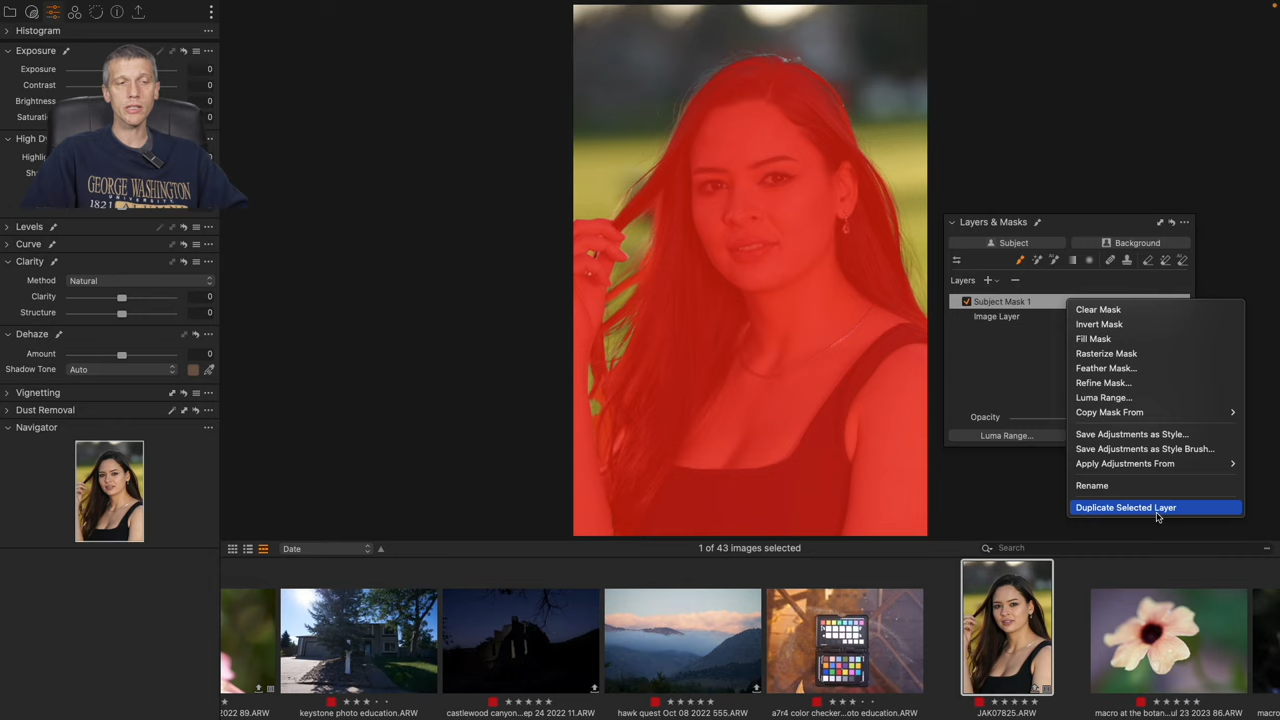 Histogram
Exposure
Exposure 0
Contrast 0
Brightness 0
Saturati 0
High D
Highlig
Sha
GEORGE WASHINGTON
UNIVERSITY
1821
Levels
Curve
Clarity
Method Natural
Clarity 0
Structure 0
Dehaze
Amount 0
Shadow Tone Auto
Vignetting
Dust Removal
Navigator
Layers & Masks
Subject Background
Layers
Subject Mask 1
Image Layer
Opacity
Luma Range...
Clear Mask
Invert Mask
Fill Mask
Rasterize Mask
Feather Mask...
Refine Mask...
Luma Range...
Copy Mask From
Save Adjustments as Style...
Save Adjustments as Style Brush...
Apply Adjustments From
Rename
Duplicate Selected Layer
Date
1 of 43 images selected
Search
2022 89.ARW
keystone photo education.ARW
castlewood canyon...ep 24 2022 11.ARW
hawk quest Oct 08 2022 555.ARW
a7r4 color checker...oto education.ARW
JAK07825.ARW
macro at the bota...ul 23 2023 86.ARW
macro